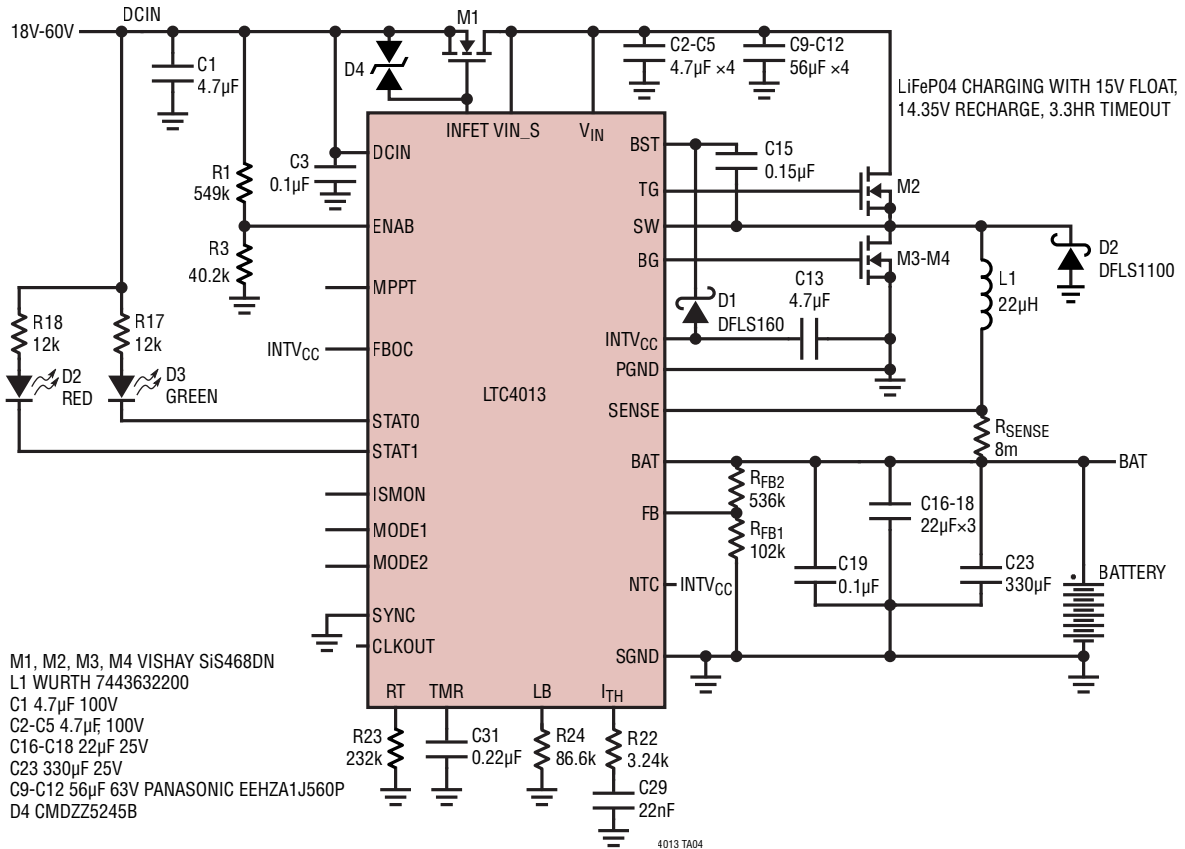 DCIN
18V-60V
M1
C1
4.7µF
D4
C2-C5
4.7µF ×4
C9-C12
56µF ×4
LiFePO4 CHARGING WITH 15V FLOAT,
14.35V RECHARGE, 3.3HR TIMEOUT
INFET VIN_S
VIN
DCIN
BST
C15
0.15µF
C3
0.1µF
R1
549k
TG
M2
ENAB
SW
R3
40.2k
BG
M3-M4
D2
DFLS1100
MPPT
C13
4.7µF
L1
22µH
D1
DFLS160
R18
12k
R17
12k
INTVCC
FBOC
INTVCC
PGND
D2
RED
D3
GREEN
LTC4013
STAT0
SENSE
RSENSE
8m
STAT1
BAT
BAT
ISMON
RFB2
536k
C16-18
22µF×3
FB
MODE1
RFB1
102k
MODE2
C19
0.1µF
C23
330µF
BATTERY
NTC
INTVCC
SYNC
CLKOUT
SGND
M1, M2, M3, M4 VISHAY SiS468DN
L1 WURTH 7443632200
C1 4.7µF 100V
C2-C5 4.7µF, 100V
C16-C18 22µF 25V
C23 330µF 25V
C9-C12 56µF 63V PANASONIC EEHZA1J560P
D4 CMDZZ5245B
RT
TMR
LB
ITH
R23
232k
C31
0.22µF
R24
86.6k
R22
3.24k
C29
22nF
4013 TA04